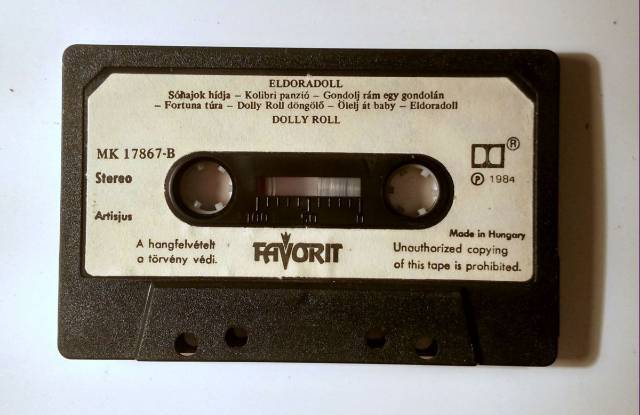 ELDORADOLL
Sóhajok hídja – Kolibri panzió – Gondolj rám egy gondolán
– Fortuna túra – Dolly Roll döngölő – Ölelj át baby – Eldoradoll
DOLLY ROLL
MK 17867-B
®
Stereo
℗ 1984
100 50 0
Artisjus
Made in Hungary
A hangfelvételt
a törvény védi.
FAVORIT
Unauthorized copying
of this tape is prohibited.